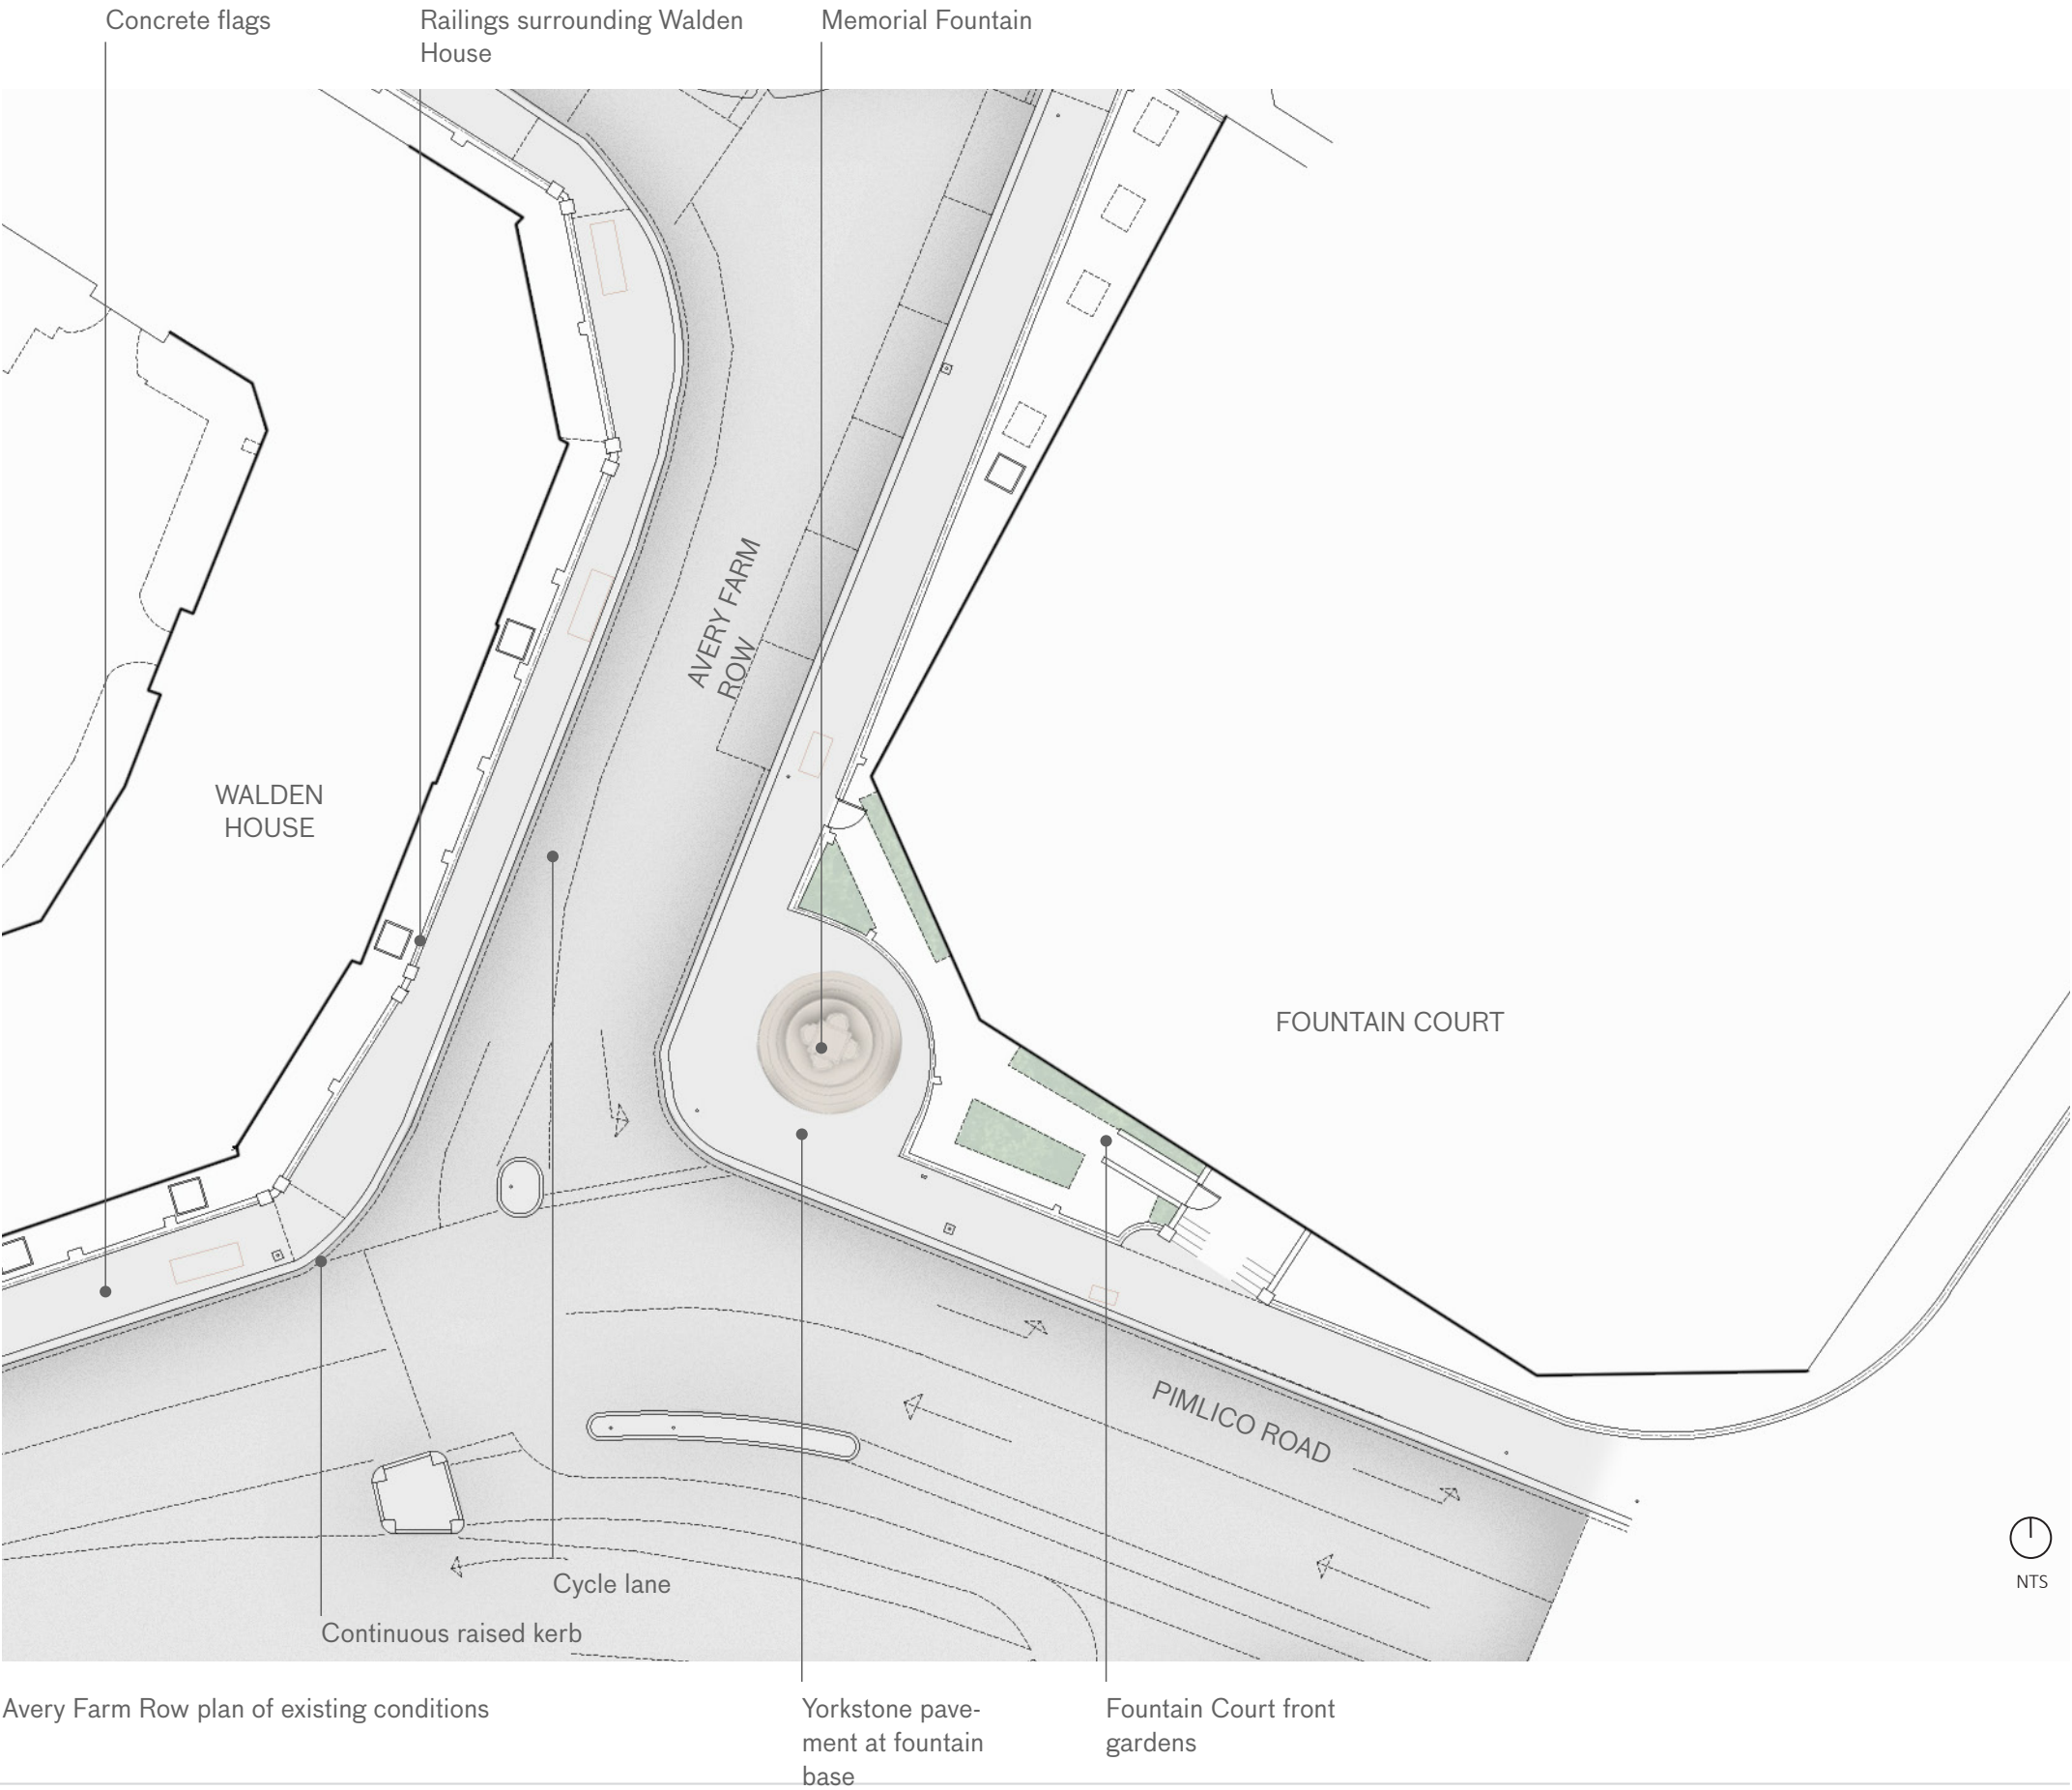 Concrete flags
Railings surrounding Walden
House
Memorial Fountain
AVERY FARM
ROW
WALDEN
HOUSE
FOUNTAIN COURT
PIMLICO ROAD
NTS
Cycle lane
Continuous raised kerb
Avery Farm Row plan of existing conditions
Yorkstone pave-
ment at fountain
base
Fountain Court front
gardens